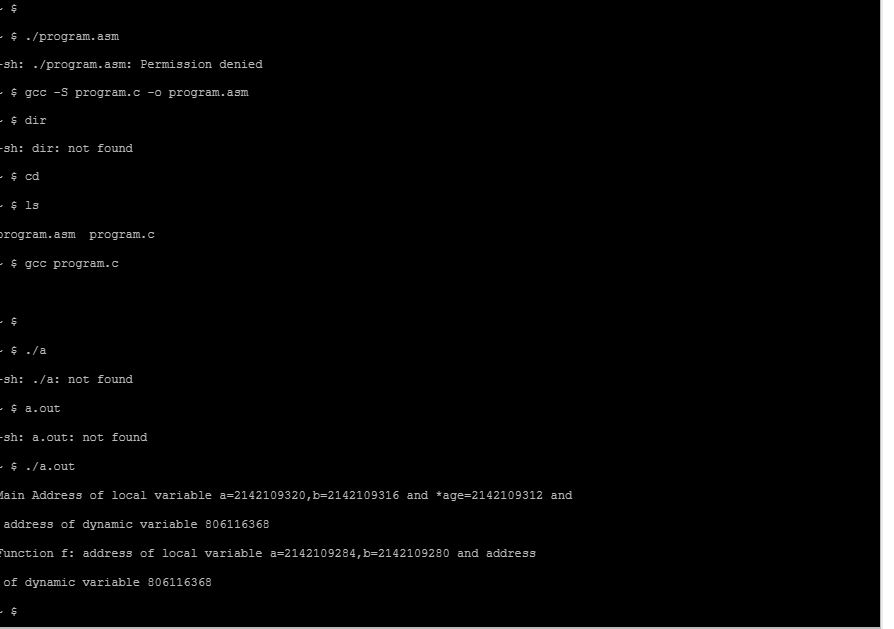 ~ $
~ $ ./program.asm
-sh: ./program.asm: Permission denied
~ $ gcc -S program.c -o program.asm
~ $ dir
-sh: dir: not found
~ $ cd
~ $ ls
program.asm  program.c
~ $ gcc program.c
~ $
~ $ ./a
-sh: ./a: not found
~ $ a.out
-sh: a.out: not found
~ $ ./a.out
Main Address of local variable a=2142109320,b=2142109316 and *age=2142109312 and
 address of dynamic variable 806116368
Function f: address of local variable a=2142109284,b=2142109280 and address
 of dynamic variable 806116368
~ $